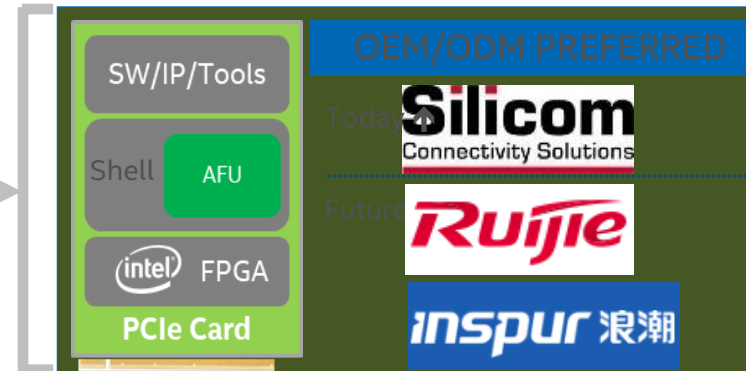 SW/IP/Tools
Shell
AFU
intel FPGA
PCIe Card
OEM/ODM PREFERRED
Today
Silicom
Connectivity Solutions
Future
Ruijie
inspur 浪潮